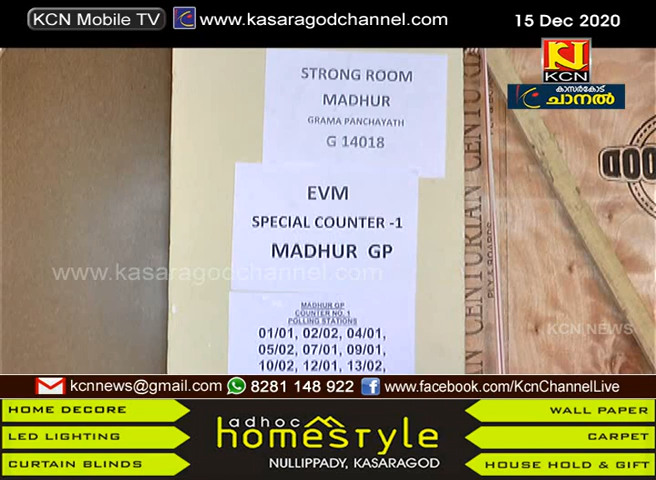 KCN Mobile TV
www.kasaragodchannel.com
15 Dec 2020
KCN
കാസർകോട്
ചാനൽ
STRONG ROOM
MADHUR
GRAMA PANCHAYATH
G 14018
EVM
SPECIAL COUNTER -1
MADHUR GP
MADHUR GP
COUNTER NO. 1
POLLING STATIONS
01/01, 02/02, 04/01,
05/02, 07/01, 09/01,
10/02, 12/01, 13/02,
CENTURIAN
PLY & BOARDS
www.kasaragodchannel.com
KCN NEWS
kcnnews@gmail.com 8281 148 922 www.facebook.com/KcnChannelLive
HOME DECORE
LED LIGHTING
CURTAIN BLINDS
adhoc
homestyle
NULLIPPADY, KASARAGOD
WALL PAPER
CARPET
HOUSE HOLD & GIFT